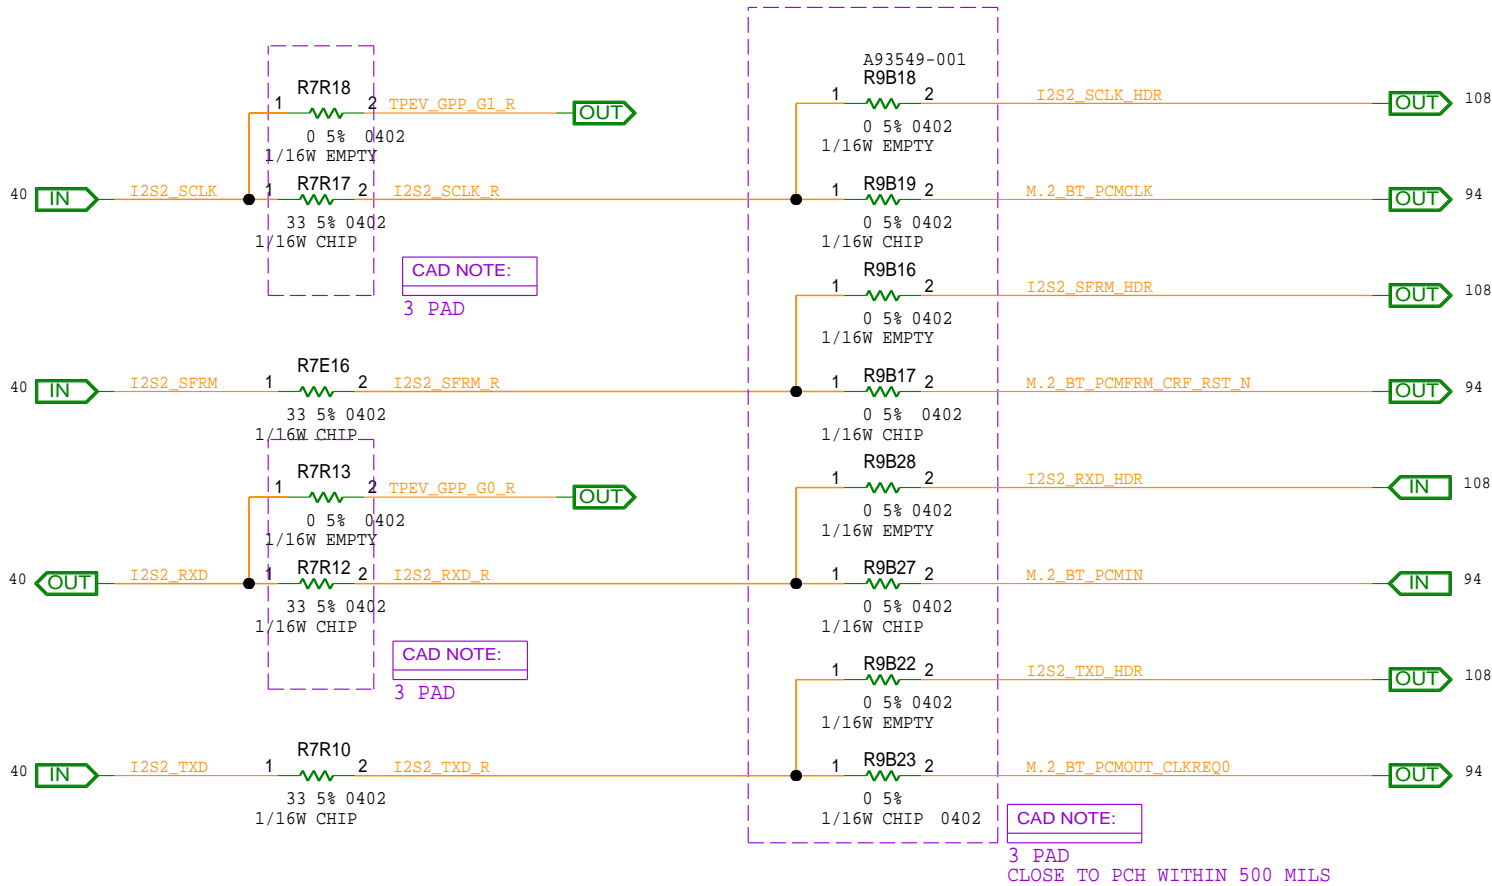 A93549-001
R7R18
1 2 TPEV_GPP_G1_R OUT
0 5% 0402
1/16W EMPTY
R9B18
1 2 I2S2_SCLK_HDR OUT 108
0 5% 0402
1/16W EMPTY
40 IN I2S2_SCLK 1 R7R17 2 I2S2_SCLK_R
33 5% 0402
1/16W CHIP
R9B19
1 2 M.2_BT_PCMCLK OUT 94
0 5% 0402
1/16W CHIP
CAD NOTE:
3 PAD
R9B16
1 2 I2S2_SFRM_HDR OUT 108
0 5% 0402
1/16W EMPTY
R7E16
40 IN I2S2_SFRM 1 2 I2S2_SFRM_R
33 5% 0402
1/16W CHIP
R9B17
1 2 M.2_BT_PCMFRM_CRF_RST_N OUT 94
0 5% 0402
1/16W CHIP
R7R13
1 2 TPEV_GPP_G0_R OUT
0 5% 0402
1/16W EMPTY
R9B28
1 2 I2S2_RXD_HDR IN 108
0 5% 0402
1/16W EMPTY
40 OUT I2S2_RXD 1 R7R12 2 I2S2_RXD_R
33 5% 0402
1/16W CHIP
R9B27
1 2 M.2_BT_PCMIN IN 94
0 5% 0402
1/16W CHIP
CAD NOTE:
3 PAD
R9B22
1 2 I2S2_TXD_HDR OUT 108
0 5% 0402
1/16W EMPTY
R7R10
40 IN I2S2_TXD 1 2 I2S2_TXD_R
33 5% 0402
1/16W CHIP
R9B23
1 2 M.2_BT_PCMOUT_CLKREQ0 OUT 94
0 5%
1/16W CHIP 0402
CAD NOTE:
3 PAD
CLOSE TO PCH WITHIN 500 MILS